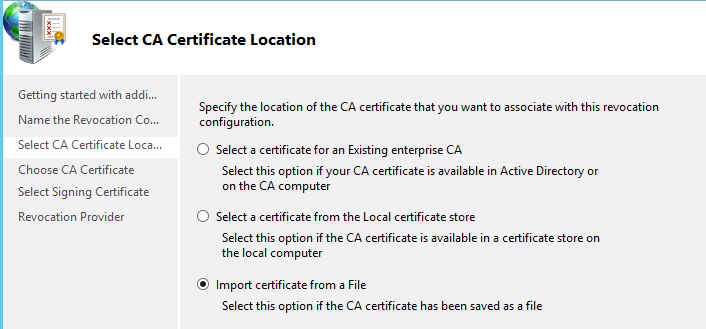 Select CA Certificate Location
Getting started with addi...
Name the Revocation Co...
Select CA Certificate Loca...
Choose CA Certificate
Select Signing Certificate
Revocation Provider
Specify the location of the CA certificate that you want to associate with this revocation
configuration.
Select a certificate for an Existing enterprise CA
Select this option if your CA certificate is available in Active Directory or
on the CA computer
Select a certificate from the Local certificate store
Select this option if the CA certificate is available in a certificate store on
the local computer
Import certificate from a File
Select this option if the CA certificate has been saved as a file